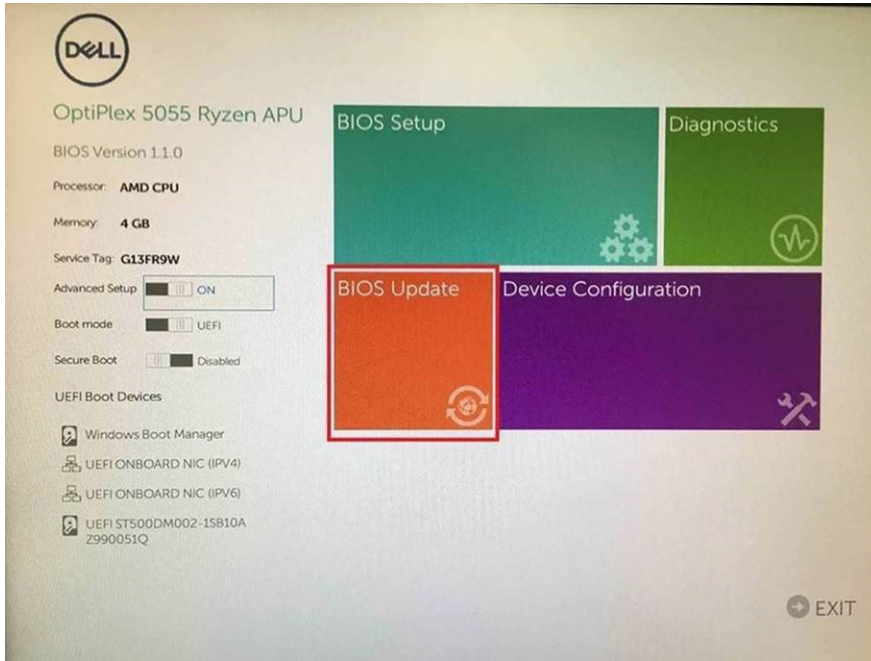 DELL
OptiPlex 5055 Ryzen APU
BIOS Version 1.1.0
Processor: AMD CPU
Memory: 4 GB
Service Tag: G13FR9W
Advanced Setup ON
Boot mode UEFI
Secure Boot Disabled
UEFI Boot Devices
Windows Boot Manager
UEFI ONBOARD NIC (IPV4)
UEFI ONBOARD NIC (IPV6)
UEFI ST500DM002-1SB10A
Z990051Q
BIOS Setup
Diagnostics
BIOS Update
Device Configuration
EXIT